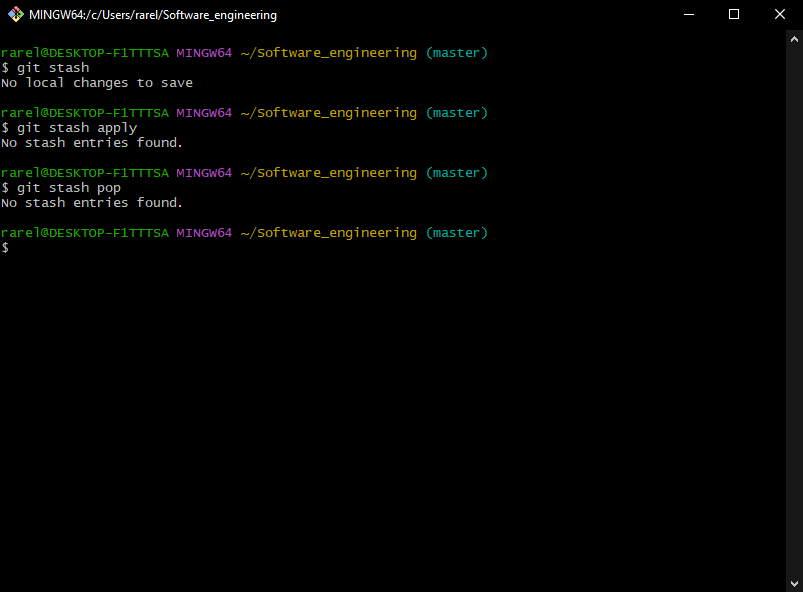 MINGW64:/c/Users/rarel/Software_engineering
rarel@DESKTOP-F1TTTSA MINGW64 ~/Software_engineering (master)
$ git stash
No local changes to save
rarel@DESKTOP-F1TTTSA MINGW64 ~/Software_engineering (master)
$ git stash apply
No stash entries found.
rarel@DESKTOP-F1TTTSA MINGW64 ~/Software_engineering (master)
$ git stash pop
No stash entries found.
rarel@DESKTOP-F1TTTSA MINGW64 ~/Software_engineering (master)
$